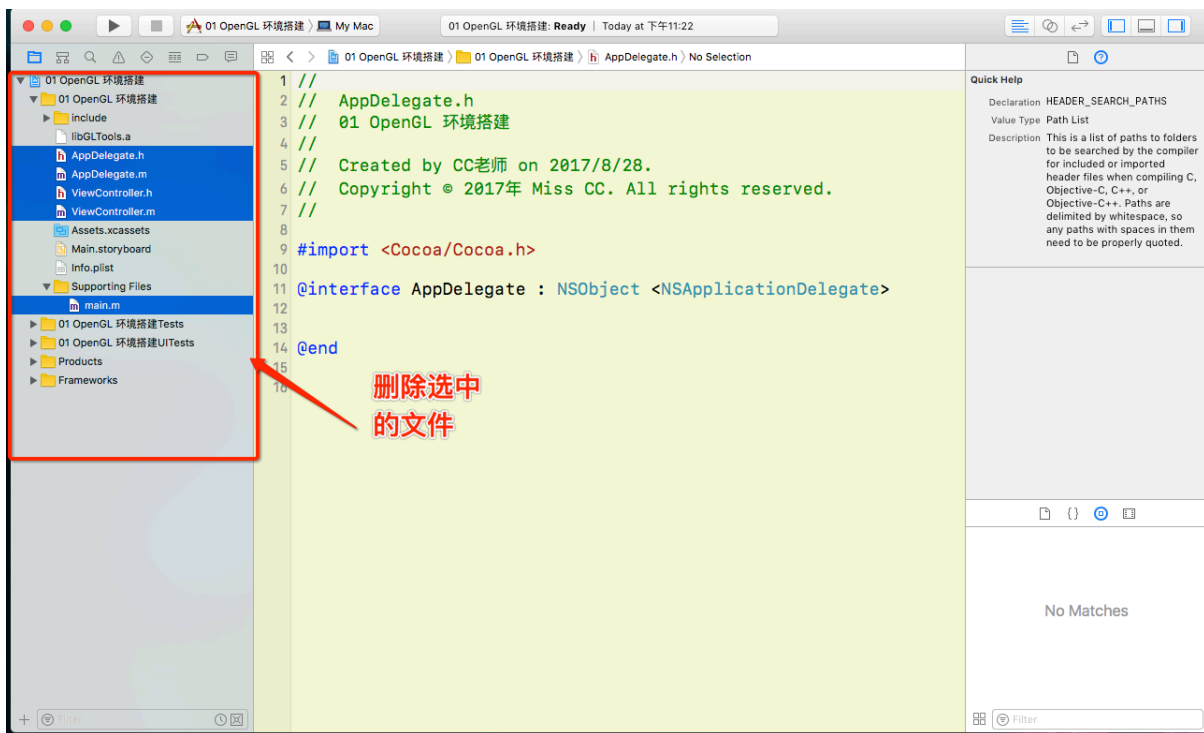 01 OpenGL 环境搭建 〉 My Mac
01 OpenGL 环境搭建: Ready | Today at 下午11:22
01 OpenGL 环境搭建 〉 01 OpenGL 环境搭建 〉 AppDelegate.h 〉 No Selection
01 OpenGL 环境搭建
01 OpenGL 环境搭建
include
libGLTools.a
AppDelegate.h
AppDelegate.m
ViewController.h
ViewController.m
Assets.xcassets
Main.storyboard
Info.plist
Supporting Files
main.m
01 OpenGL 环境搭建Tests
01 OpenGL 环境搭建UITests
Products
Frameworks
Filter
1 //
2 // AppDelegate.h
3 // 01 OpenGL 环境搭建
4 //
5 // Created by CC老师 on 2017/8/28.
6 // Copyright © 2017年 Miss CC. All rights reserved.
7 //
8
9 #import <Cocoa/Cocoa.h>
10
11 @interface AppDelegate : NSObject <NSApplicationDelegate>
12
13
14 @end
15
16
删除选中
的文件
Quick Help
Declaration HEADER_SEARCH_PATHS
Value Type Path List
Description This is a list of paths to folders
to be searched by the compiler
for included or imported
header files when compiling C,
Objective-C, C++, or
Objective-C++. Paths are
delimited by whitespace, so
any paths with spaces in them
need to be properly quoted.
No Matches
Filter